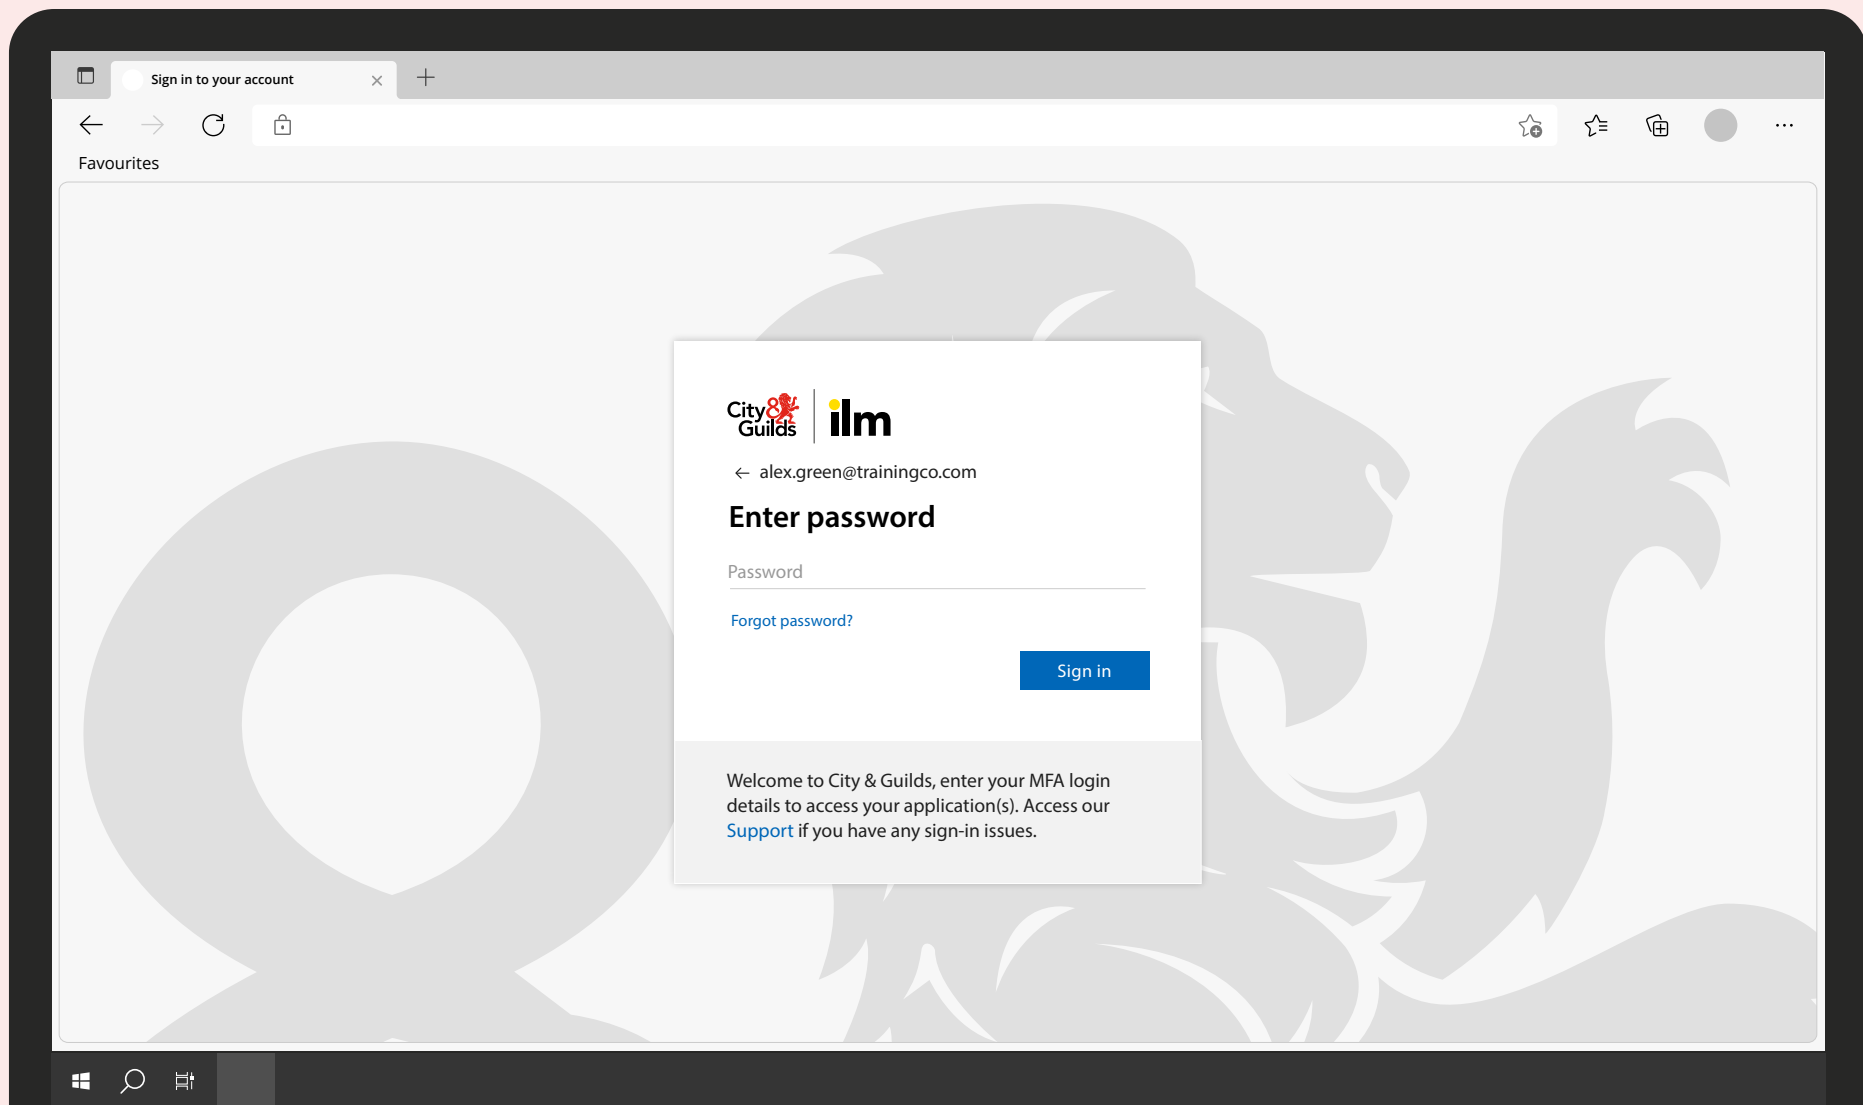 Sign in to your account
Favourites
City & Guilds
ilm
alex.green@trainingco.com
Enter password
Password
Forgot password?
Sign in
Welcome to City & Guilds, enter your MFA login
details to access your application(s). Access our
Support if you have any sign-in issues.